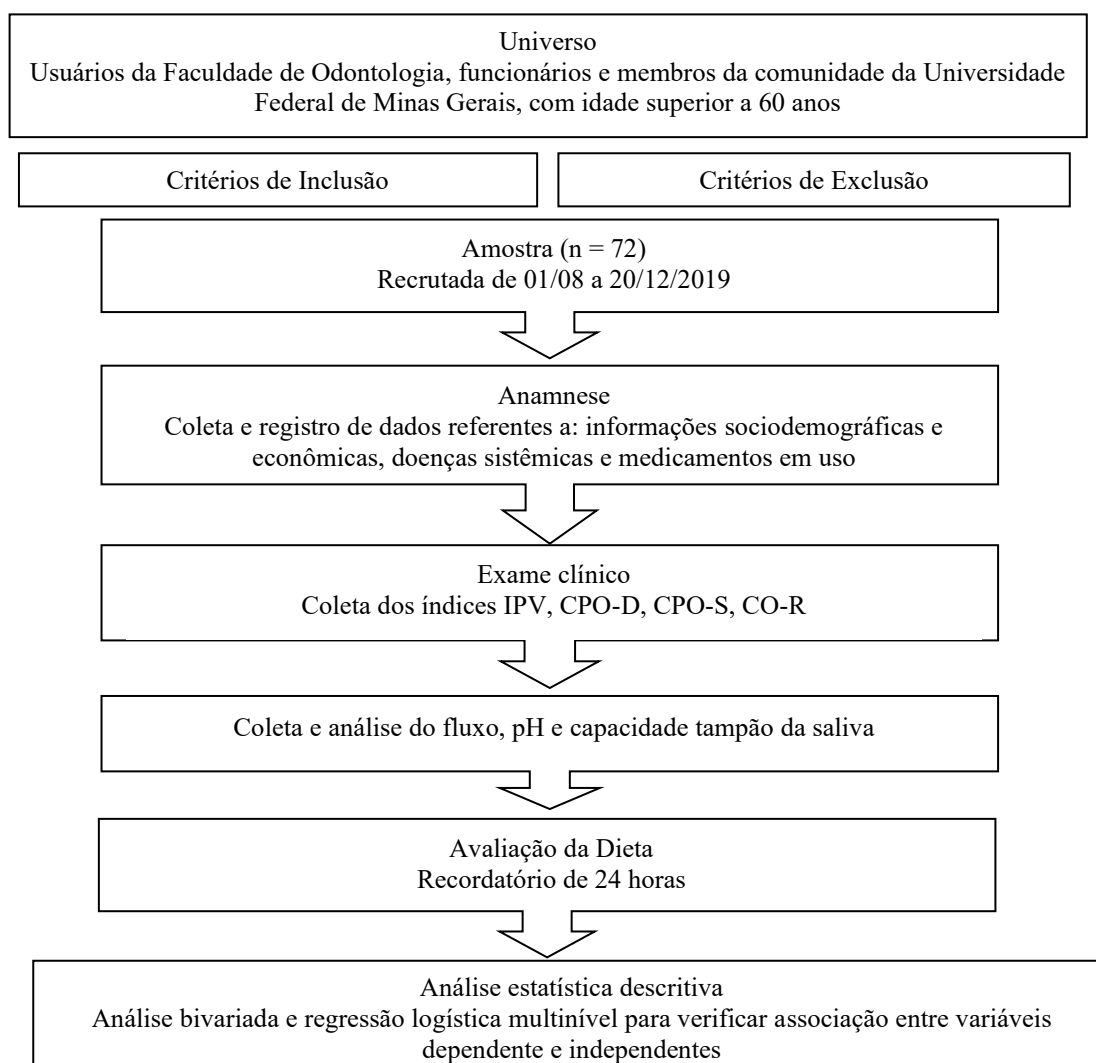 Universo
Usuários da Faculdade de Odontologia, funcionários e membros da comunidade da Universidade
Federal de Minas Gerais, com idade superior a 60 anos
Critérios de Inclusão
Critérios de Exclusão
Amostra (n = 72)
Recrutada de 01/08 a 20/12/2019
Anamnese
Coleta e registro de dados referentes a: informações sociodemográficas e
econômicas, doenças sistêmicas e medicamentos em uso
Exame clínico
Coleta dos índices IPV, CPO-D, CPO-S, CO-R
Coleta e análise do fluxo, pH e capacidade tampão da saliva
Avaliação da Dieta
Recordatório de 24 horas
Análise estatística descritiva
Análise bivariada e regressão logística multinível para verificar associação entre variáveis
dependente e independentes